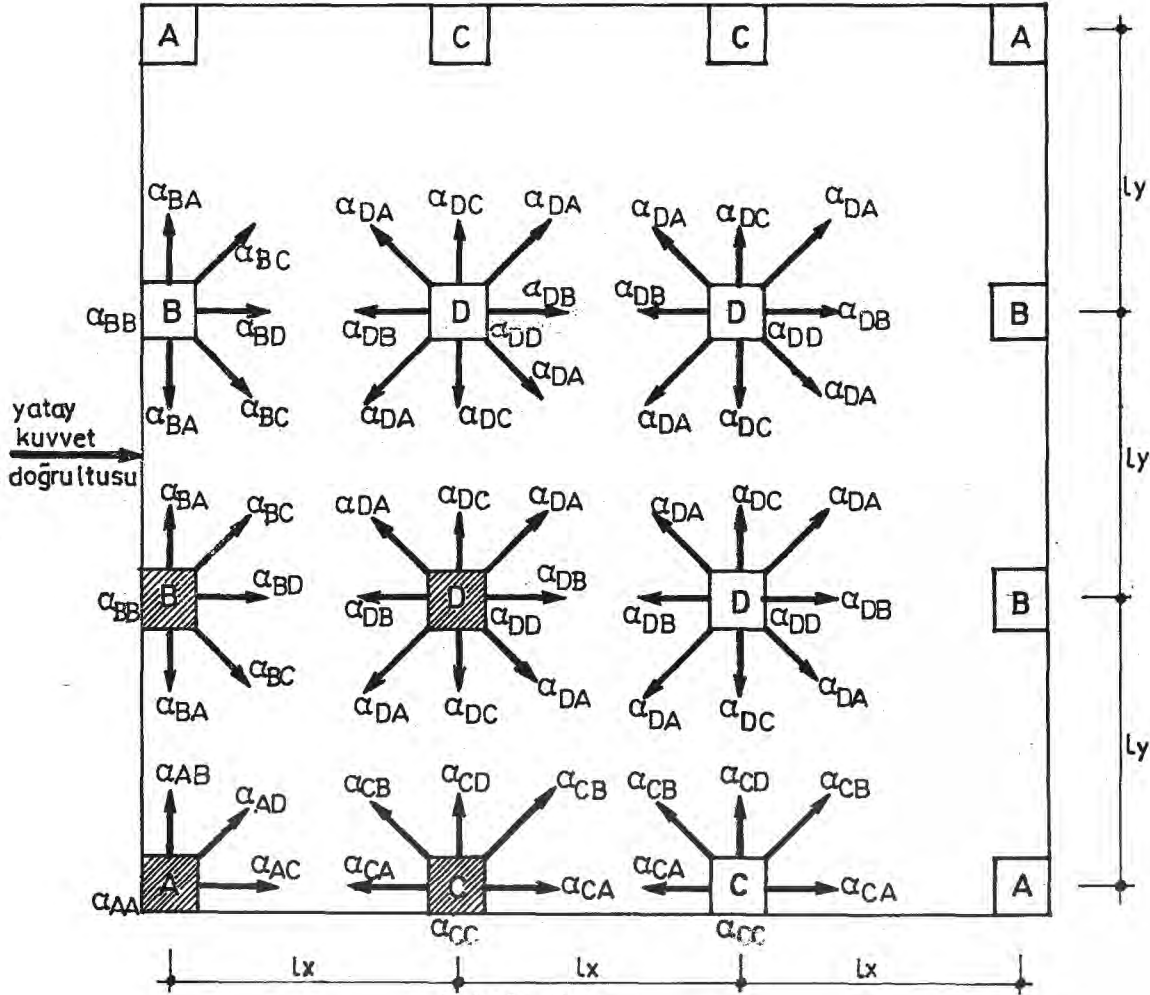 A C C A
ly
αBA αDA αDC αDA αDA αDC αDA
αBC
αBB B αBD αDB D αDB αDD αDB D αDB αDD B
αBA αBC αDA αDC αDA αDA αDC αDA
yatay
kuvvet
doğrultusu
ly
αBA αBC αDA αDC αDA αDA αDC αDA
αBB B αBD αDB D αDB αDD αDB D αDB αDD B
αBA αBC αDA αDC αDA αDA αDC αDA
ly
αAB αAD αCB αCD αCB αCB αCD αCB
αAA A αAC αCA C αCA αCA C αCA A
αCC αCC
lx lx lx